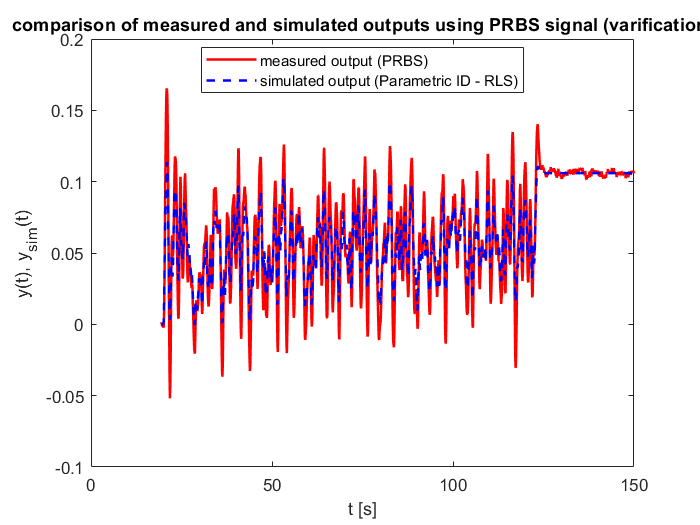 comparison of measured and simulated outputs using PRBS signal (varification
measured output (PRBS)
simulated output (Parametric ID - RLS)
0.2
0.15
0.1
0.05
0
-0.05
-0.1
y(t), y_sim(t)
0 50 100 150
t [s]